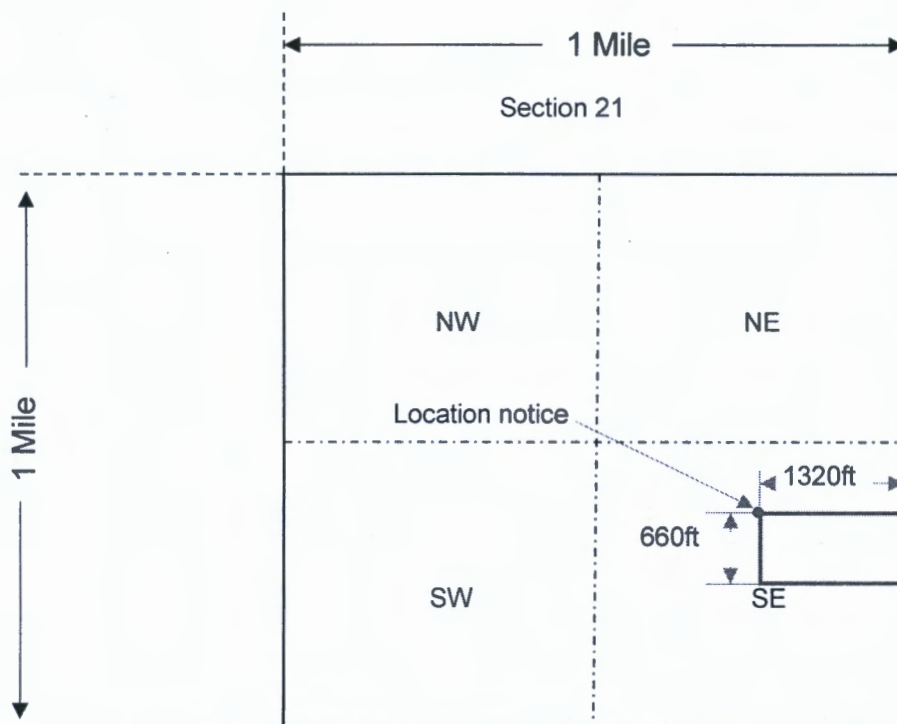 1 Mile
Section 21
NW
NE
1 Mile
Location notice
1320ft
660ft
SW
SE